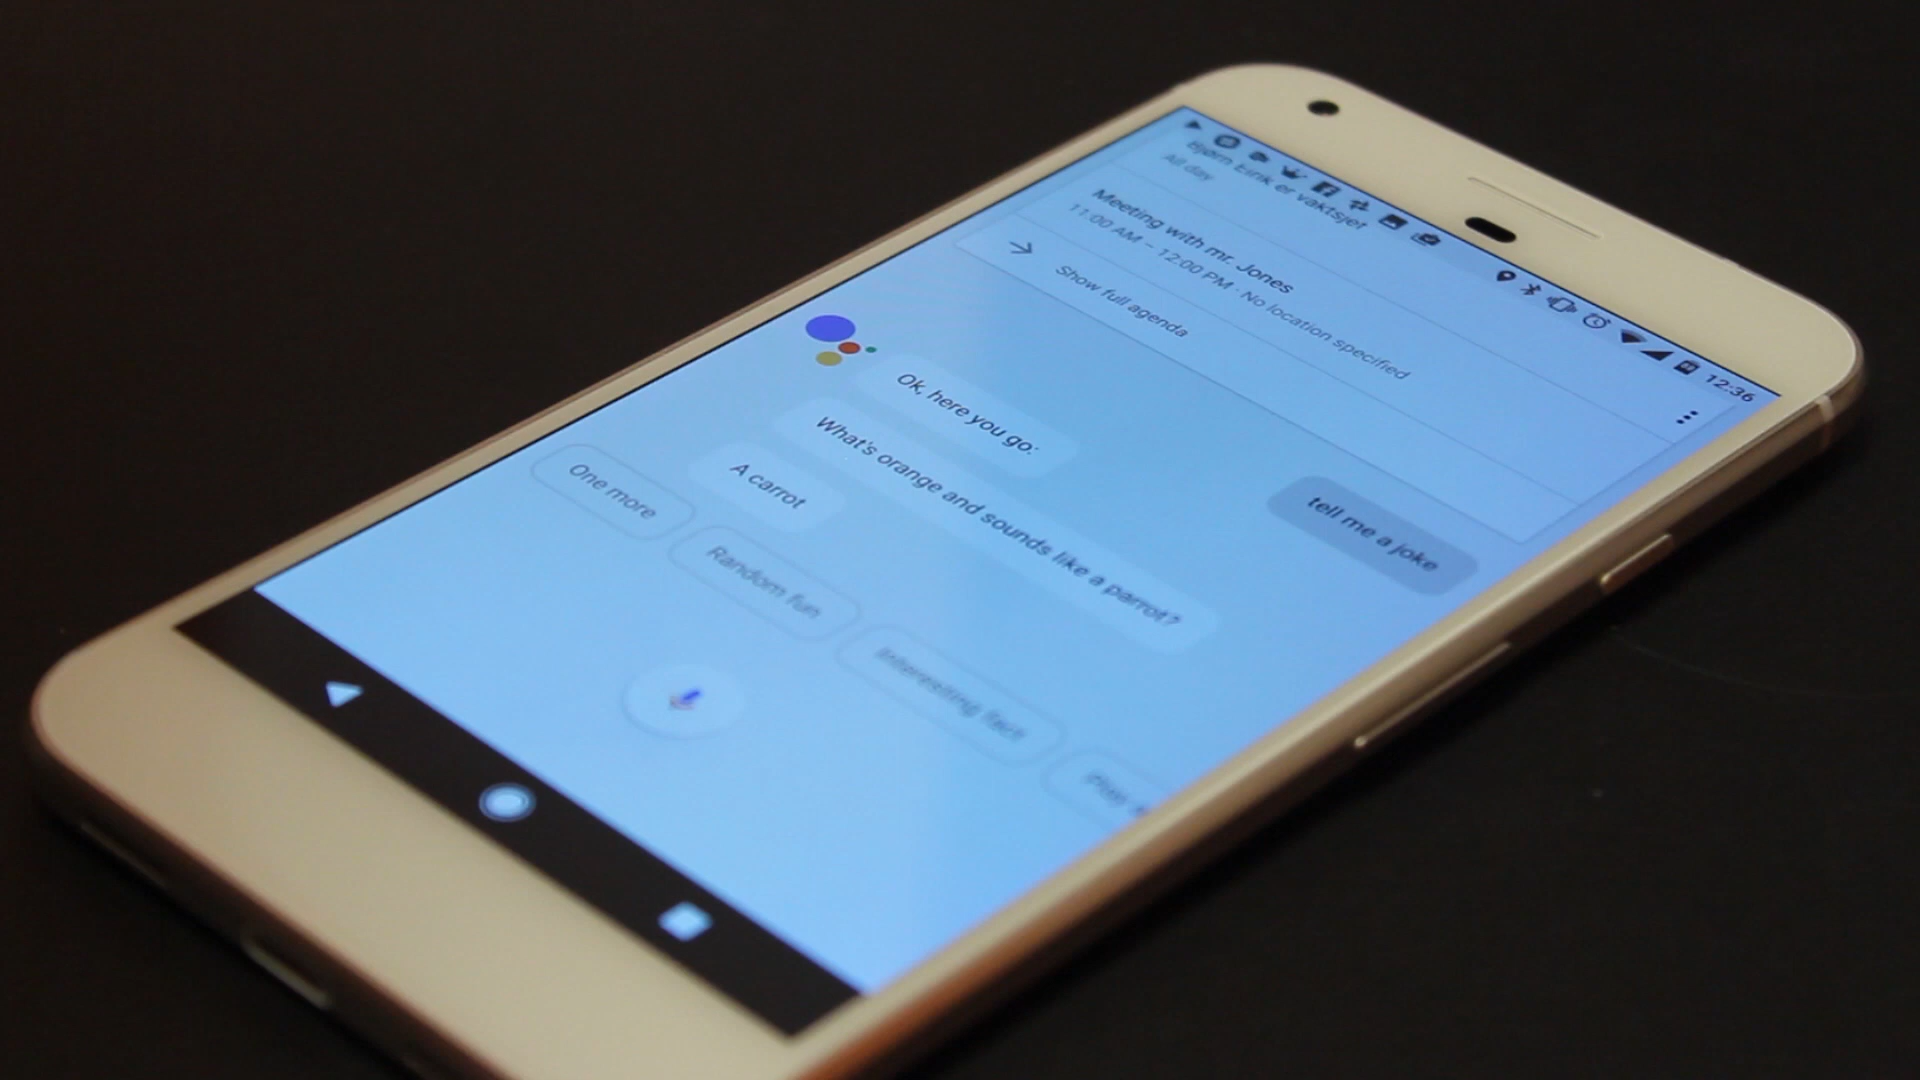 12:36
Bjørn Eirik er vaktsjef
All day
Meeting with mr. Jones
11:00 AM – 12:00 PM · No location specified
Show full agenda
tell me a joke
Ok, here you go:
What's orange and sounds like a parrot?
A carrot
One more
Random fun
Interesting fact
Play